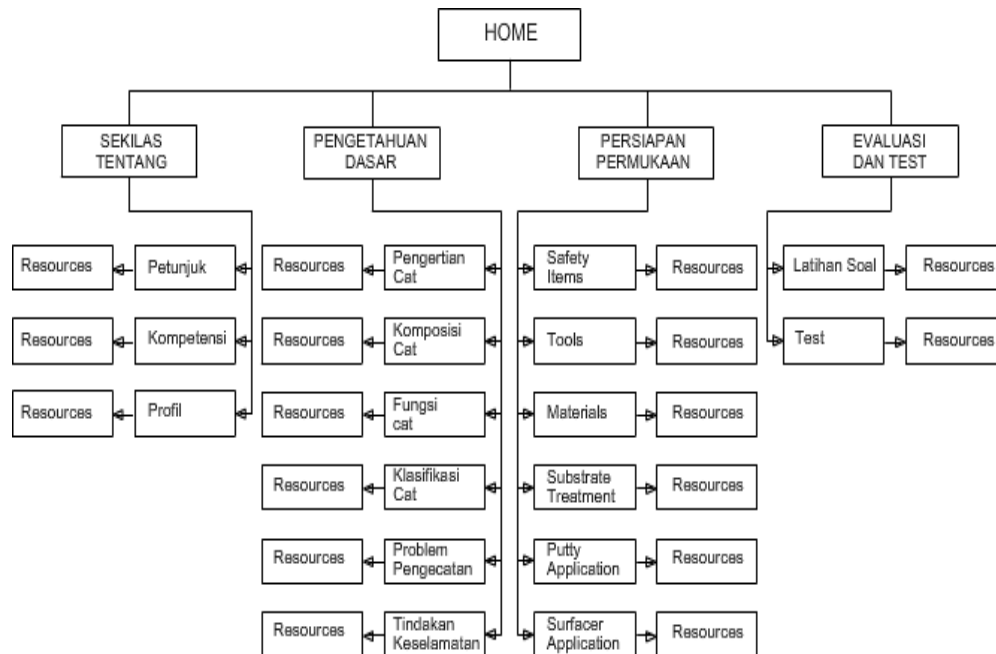 HOME
SEKILAS
TENTANG
PENGETAHUAN
DASAR
PERSIAPAN
PERMUKAAN
EVALUASI
DAN TEST
Resources
Petunjuk
Resources
Pengertian
Cat
Safety
Items
Resources
Latihan Soal
Resources
Resources
Kompetensi
Resources
Komposisi
Cat
Tools
Resources
Test
Resources
Resources
Profil
Resources
Fungsi
cat
Materials
Resources
Resources
Klasifikasi
Cat
Substrate
Treatment
Resources
Resources
Problem
Pengecatan
Putty
Application
Resources
Resources
Tindakan
Keselamatan
Surfacer
Application
Resources